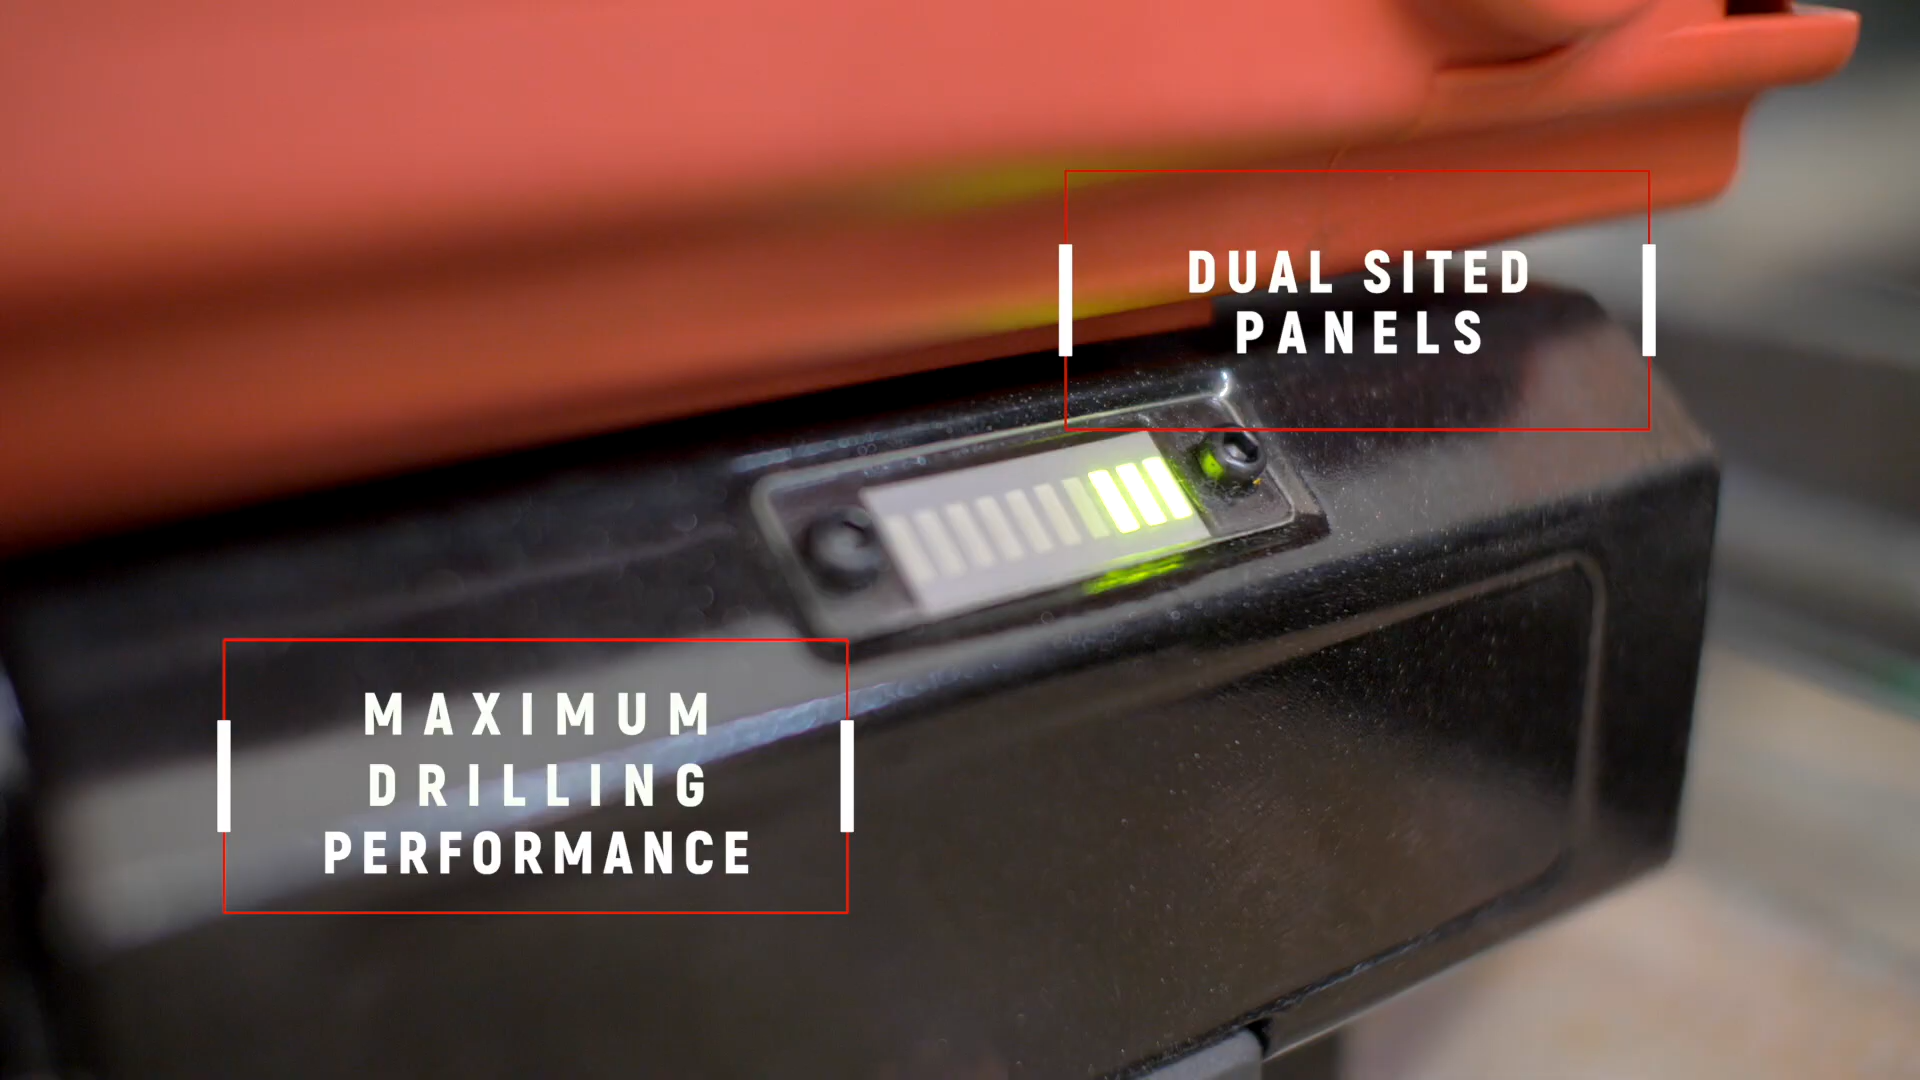 DUAL SITED
PANELS
MAXIMUM
DRILLING
PERFORMANCE